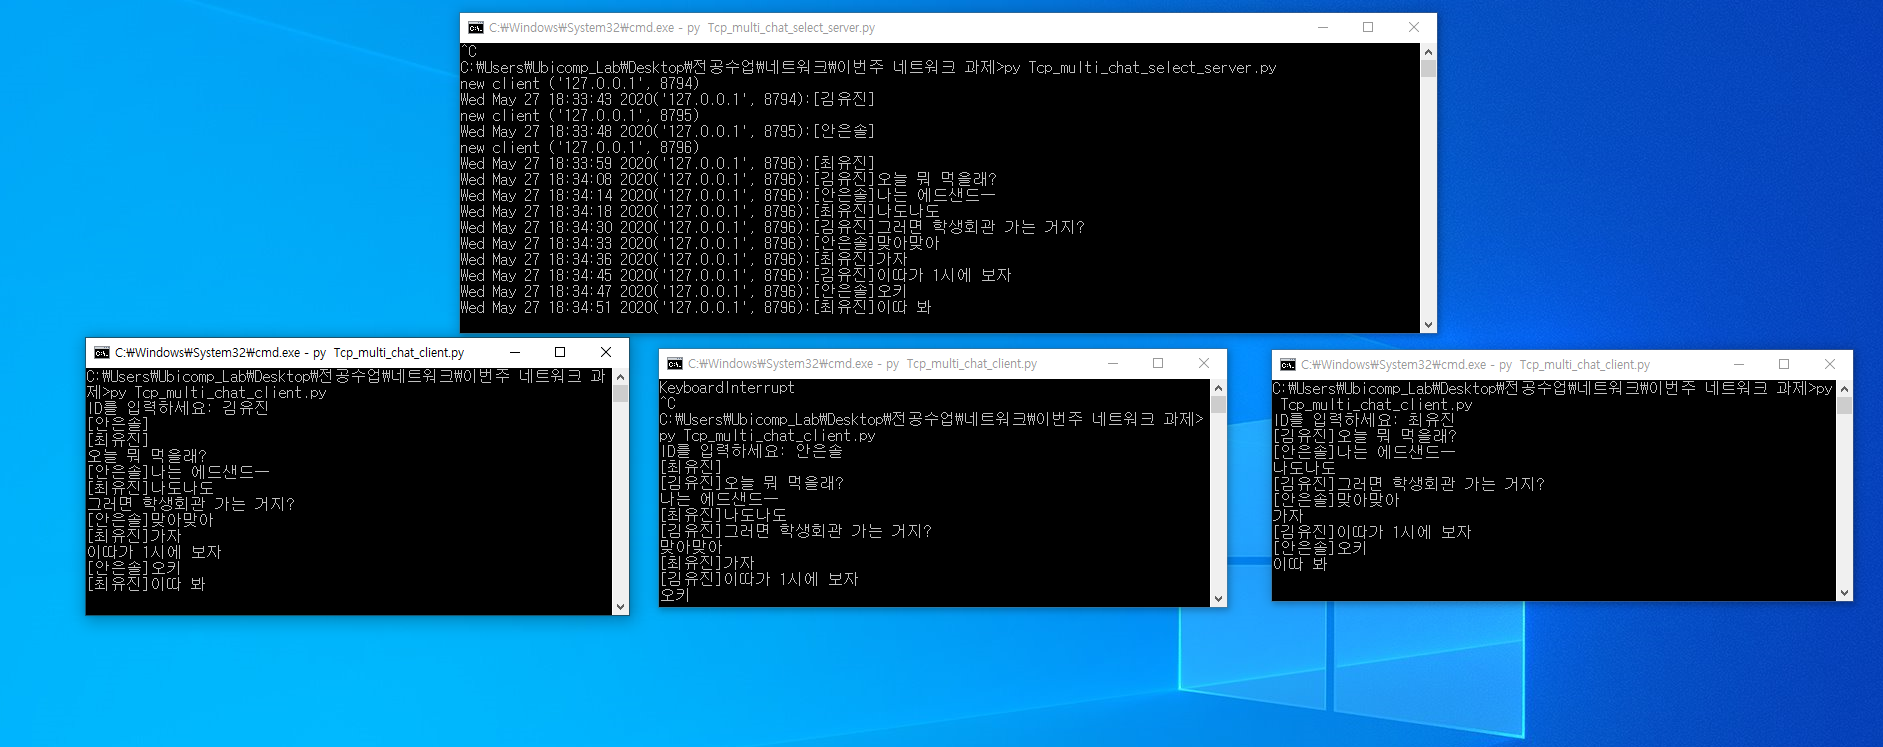 C:₩Windows₩System32₩cmd.exe - py  Tcp_multi_chat_select_server.py
^C
C:₩Users₩Ubicomp_Lab₩Desktop₩전공수업₩네트워크₩이번주 네트워크 과제>py Tcp_multi_chat_select_server.py
new client ('127.0.0.1', 8794)
Wed May 27 18:33:43 2020('127.0.0.1', 8794):[김유진]
new client ('127.0.0.1', 8795)
Wed May 27 18:33:48 2020('127.0.0.1', 8795):[안은솔]
new client ('127.0.0.1', 8796)
Wed May 27 18:33:59 2020('127.0.0.1', 8796):[최유진]
Wed May 27 18:34:08 2020('127.0.0.1', 8796):[김유진]오늘 뭐 먹을래?
Wed May 27 18:34:14 2020('127.0.0.1', 8796):[안은솔]나는 에드샌드ㅡ
Wed May 27 18:34:18 2020('127.0.0.1', 8796):[최유진]나도나도
Wed May 27 18:34:30 2020('127.0.0.1', 8796):[김유진]그러면 학생회관 가는 거지?
Wed May 27 18:34:33 2020('127.0.0.1', 8796):[안은솔]맞아맞아
Wed May 27 18:34:36 2020('127.0.0.1', 8796):[최유진]가자
Wed May 27 18:34:45 2020('127.0.0.1', 8796):[김유진]이따가 1시에 보자
Wed May 27 18:34:47 2020('127.0.0.1', 8796):[안은솔]오키
Wed May 27 18:34:51 2020('127.0.0.1', 8796):[최유진]이따 봐
C:₩Windows₩System32₩cmd.exe - py  Tcp_multi_chat_client.py
C:₩Users₩Ubicomp_Lab₩Desktop₩전공수업₩네트워크₩이번주 네트워크 과
제>py Tcp_multi_chat_client.py
ID를 입력하세요: 김유진
[안은솔]
[최유진]
오늘 뭐 먹을래?
[안은솔]나는 에드샌드ㅡ
[최유진]나도나도
그러면 학생회관 가는 거지?
[안은솔]맞아맞아
[최유진]가자
이따가 1시에 보자
[안은솔]오키
[최유진]이따 봐
C:₩Windows₩System32₩cmd.exe - py  Tcp_multi_chat_client.py
KeyboardInterrupt
^C
C:₩Users₩Ubicomp_Lab₩Desktop₩전공수업₩네트워크₩이번주 네트워크 과제>
py Tcp_multi_chat_client.py
ID를 입력하세요: 안은솔
[최유진]
[김유진]오늘 뭐 먹을래?
나는 에드샌드ㅡ
[최유진]나도나도
[김유진]그러면 학생회관 가는 거지?
맞아맞아
[최유진]가자
[김유진]이따가 1시에 보자
오키
C:₩Windows₩System32₩cmd.exe - py  Tcp_multi_chat_client.py
C:₩Users₩Ubicomp_Lab₩Desktop₩전공수업₩네트워크₩이번주 네트워크 과제>py
 Tcp_multi_chat_client.py
ID를 입력하세요: 최유진
[김유진]오늘 뭐 먹을래?
[안은솔]나는 에드샌드ㅡ
나도나도
[김유진]그러면 학생회관 가는 거지?
[안은솔]맞아맞아
가자
[김유진]이따가 1시에 보자
[안은솔]오키
이따 봐